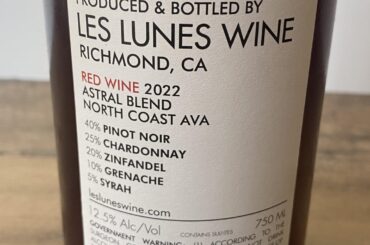 PRODUCED & BOTTLED BY
LES LUNES WINE
RICHMOND, CA
RED WINE 2022
ASTRAL BLEND
NORTH COAST AVA
40% PINOT NOIR
25% CHARDONNAY
20% ZINFANDEL
10% GRENACHE
5% SYRAH
lesluneswine.com
12.5% Alc/Vol CONTAINS SULFITES 750 Ml
GOVERNMENT WARNING: ACCORDING TO THE